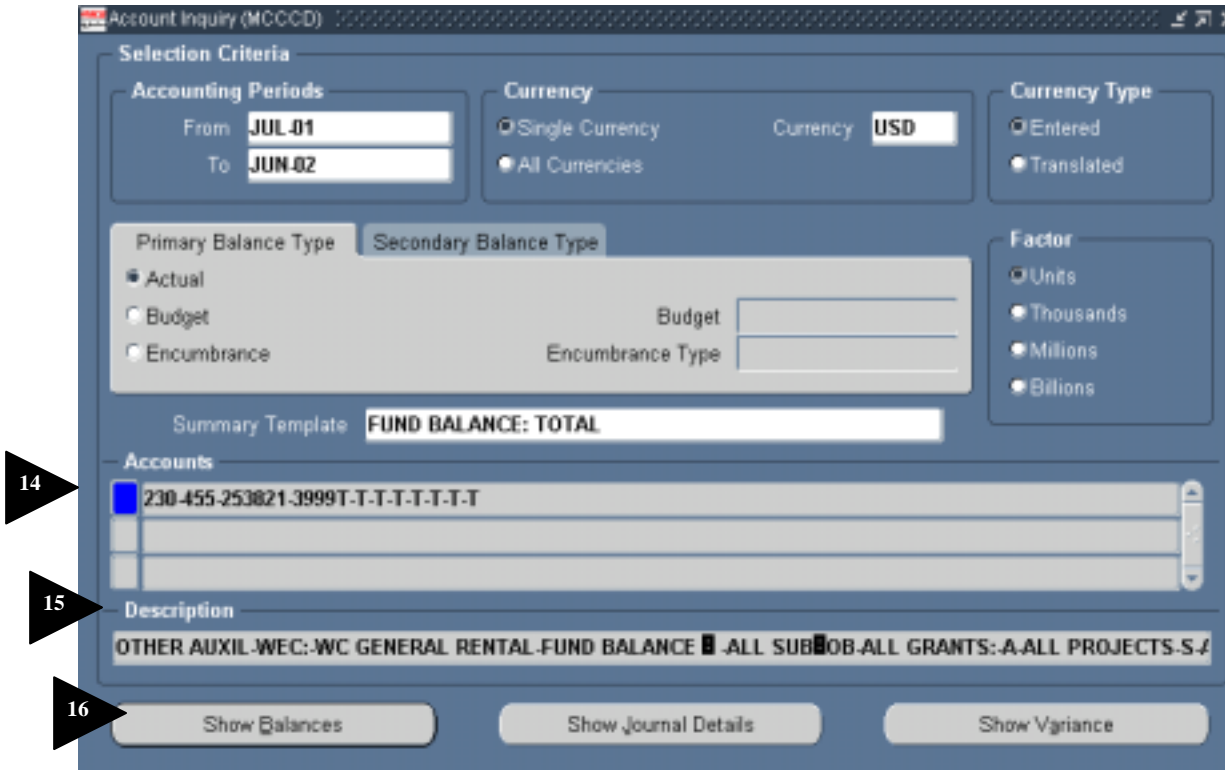 Account Inquiry (MCCCD)
Selection Criteria
Accounting Periods
From JUL-01
To JUN-02
Currency
Single Currency
All Currencies
Currency USD
Currency Type
Entered
Translated
Primary Balance Type
Secondary Balance Type
Actual
Budget
Encumbrance
Budget
Encumbrance Type
Factor
Units
Thousands
Millions
Billions
Summary Template FUND BALANCE: TOTAL
14
Accounts
230-455-253821-3999T-T-T-T-T-T-T-T
15
Description
OTHER AUXIL-WEC:-WC GENERAL RENTAL-FUND BALANCE -ALL SUB OB-ALL GRANTS:-A-ALL PROJECTS-S-A
16
Show Balances
Show Journal Details
Show Variance